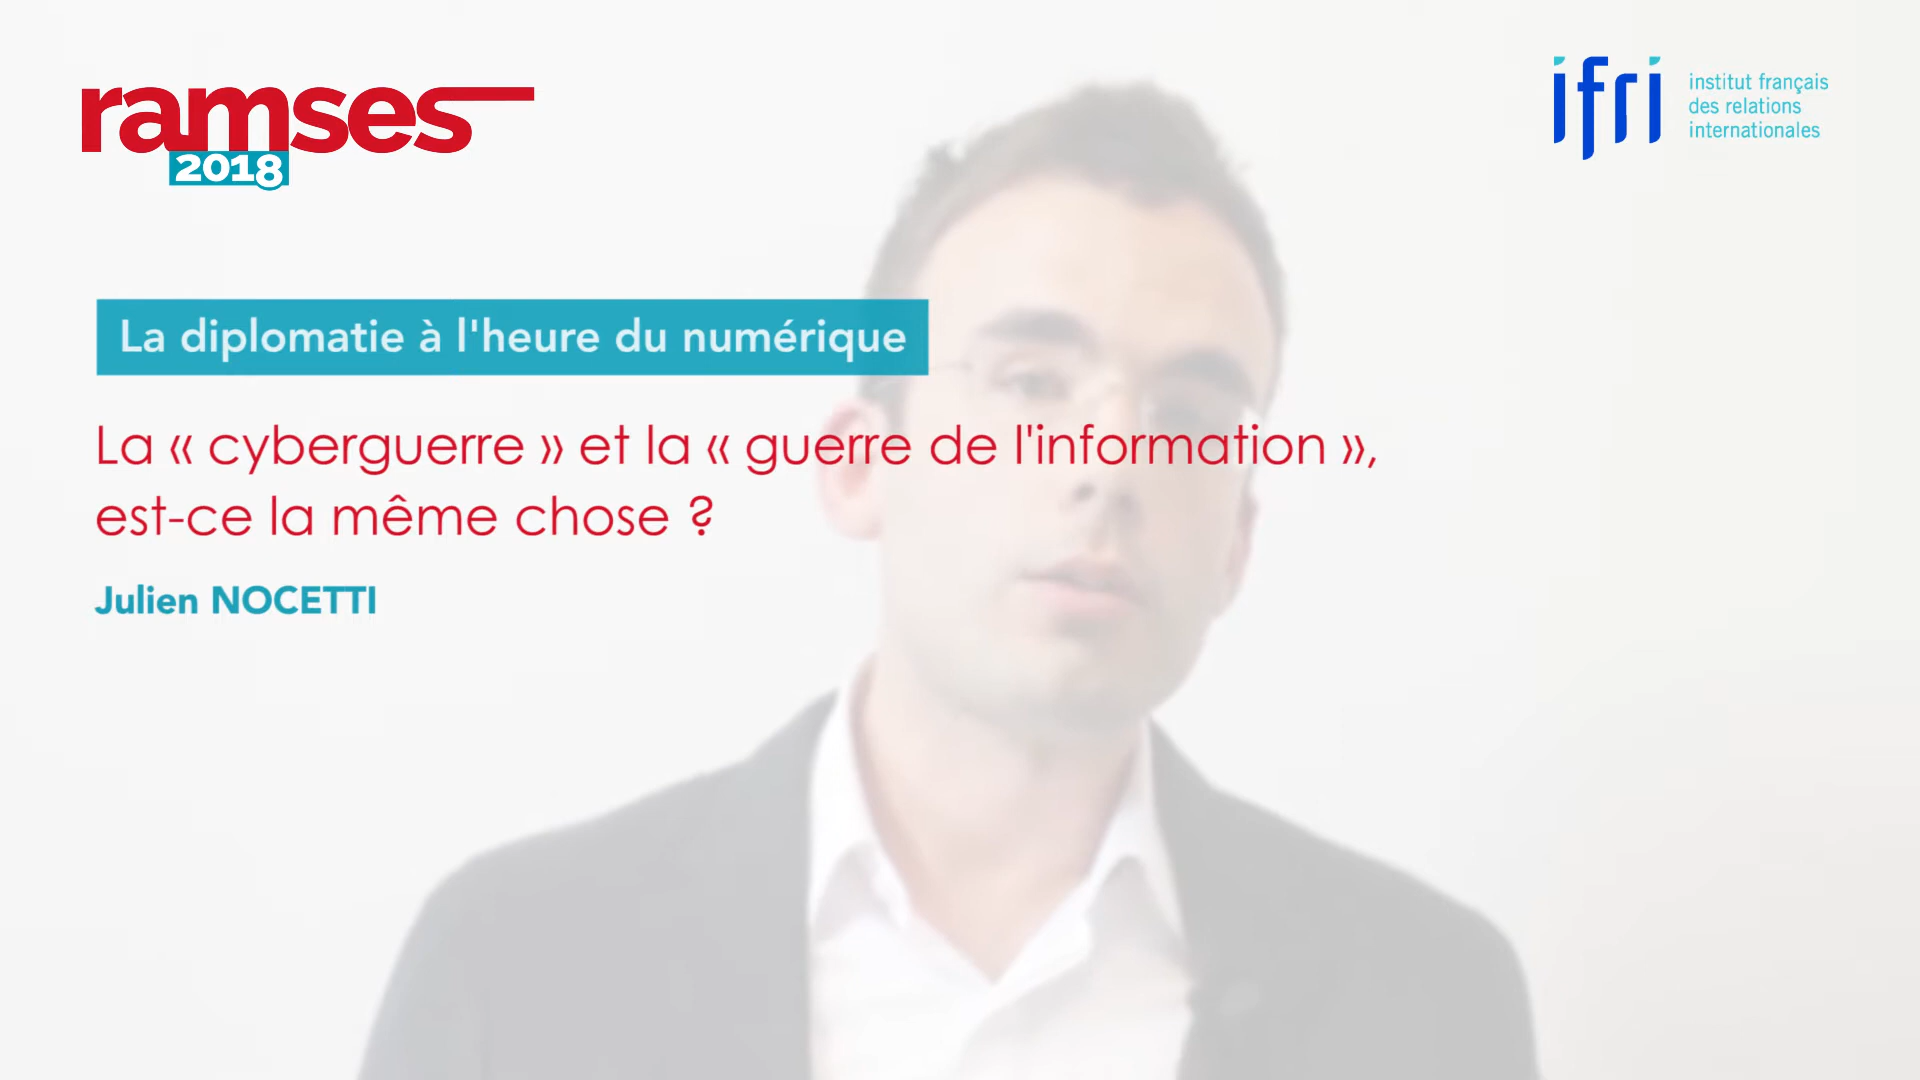 ramses
2018
ifri
institut français
des relations
internationales
La diplomatie à l'heure du numérique
La « cyberguerre » et la « guerre de l'information »,
est-ce la même chose ?
Julien NOCETTI